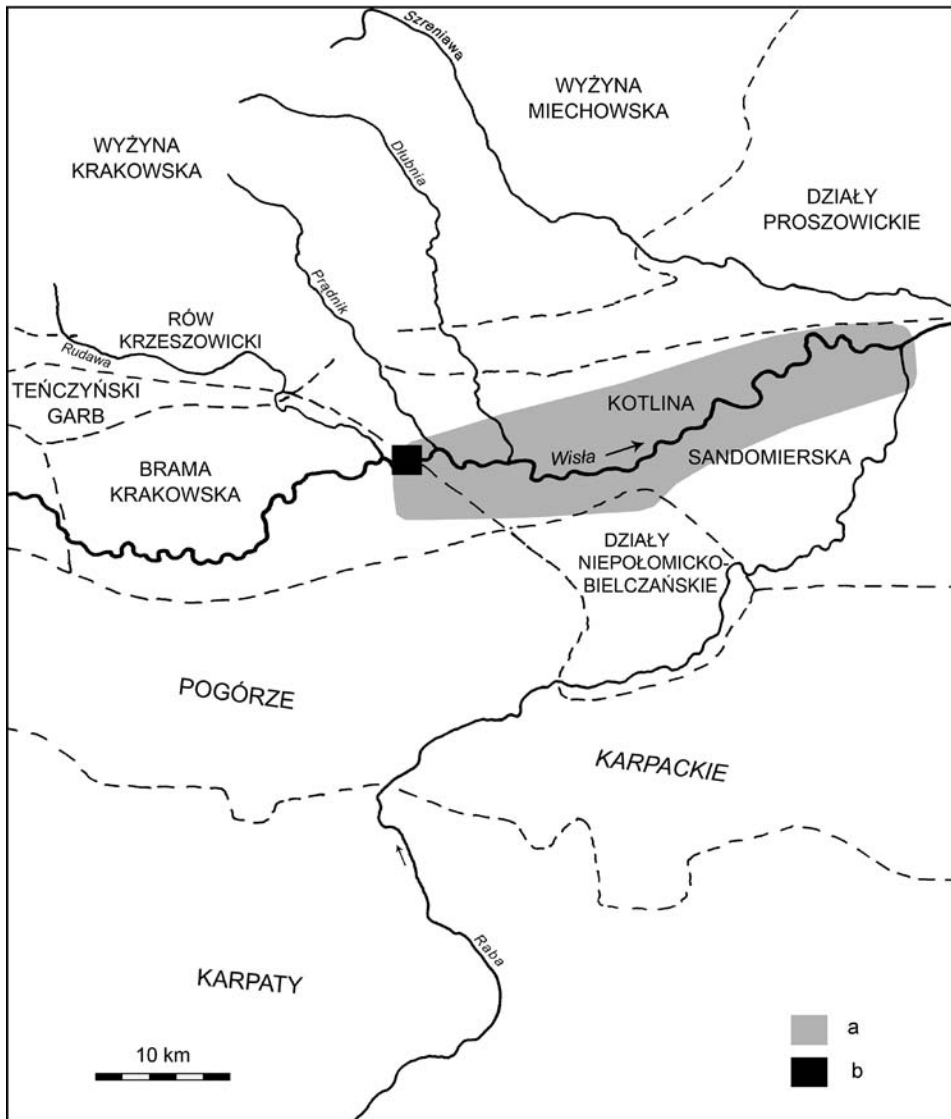 Szreniawa
WYŻYNA
MIECHOWSKA
WYŻYNA
KRAKOWSKA
Dłubnia
DZIAŁY
PROSZOWICKIE
Prądnik
RÓW
KRZESZOWICKI
Rudawa
TEŃCZYŃSKI
GARB
KOTLINA
BRAMA
KRAKOWSKA
Wisła
SANDOMIERSKA
DZIAŁY
NIEPOŁOMICKO-
BIELCZAŃSKIE
POGÓRZE
KARPACKIE
Raba
KARPATY
10 km
a
b